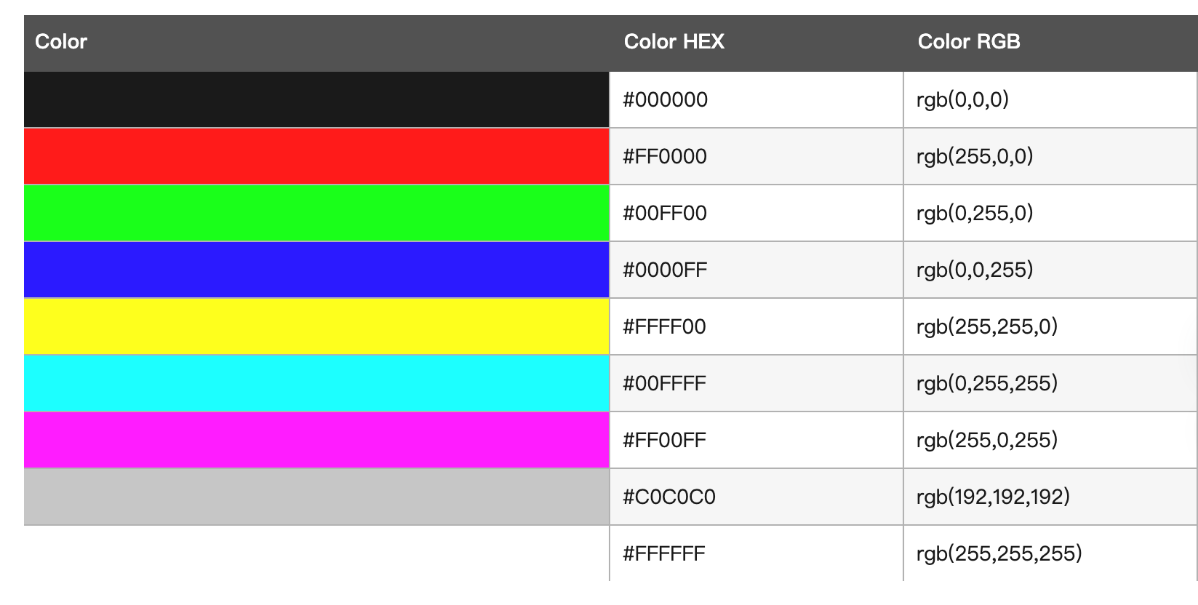 Color Color HEX Color RGB
#000000 rgb(0,0,0)
#FF0000 rgb(255,0,0)
#00FF00 rgb(0,255,0)
#0000FF rgb(0,0,255)
#FFFF00 rgb(255,255,0)
#00FFFF rgb(0,255,255)
#FF00FF rgb(255,0,255)
#C0C0C0 rgb(192,192,192)
#FFFFFF rgb(255,255,255)